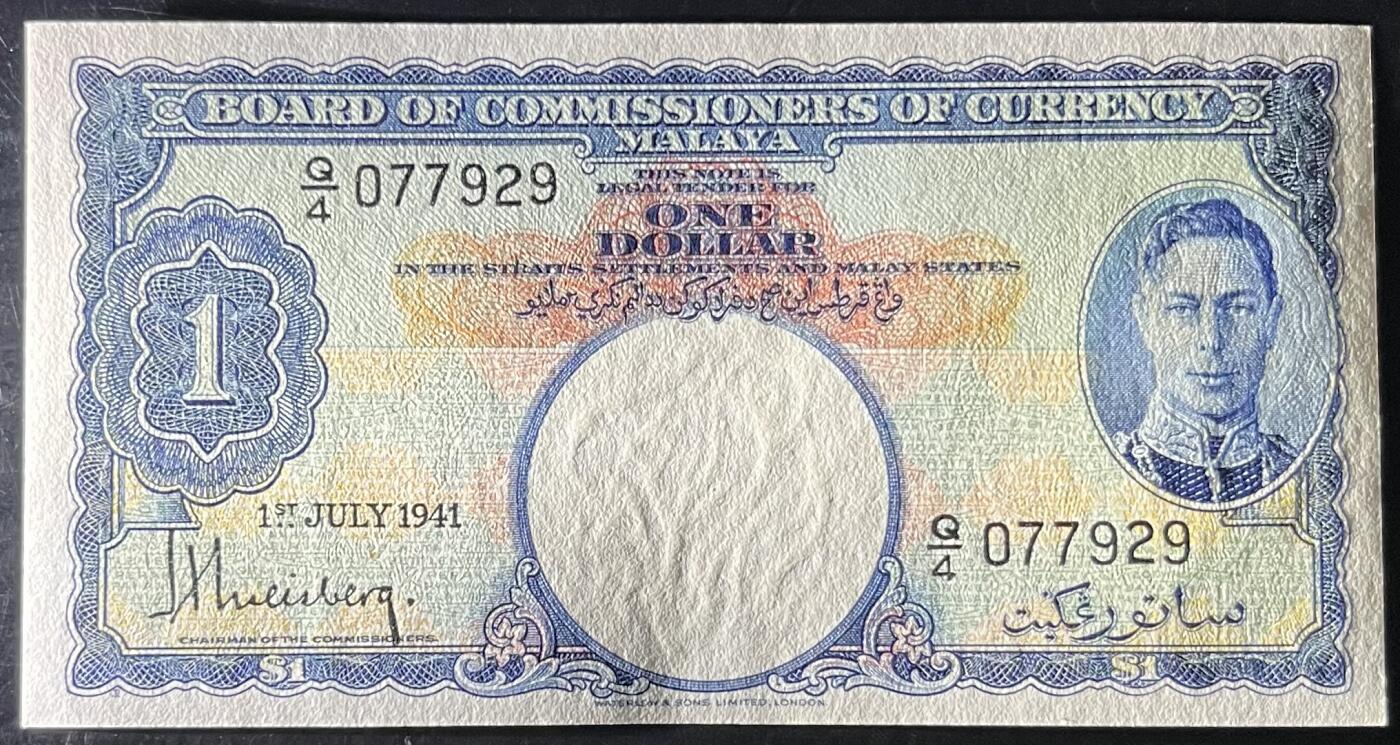 BOARD OF COMMISSIONERS OF CURRENCY
MALAYA
Q/4 077929
THIS NOTE IS
LEGAL TENDER FOR
ONE
DOLLAR
IN THE STRAITS SETTLEMENTS AND MALAY STATES
1
1ST JULY 1941
Q/4 077929
CHAIRMAN OF THE COMMISSIONERS.
ساتو رڠݢيت
$1
$1
WATERLOW & SONS LIMITED, LONDON.